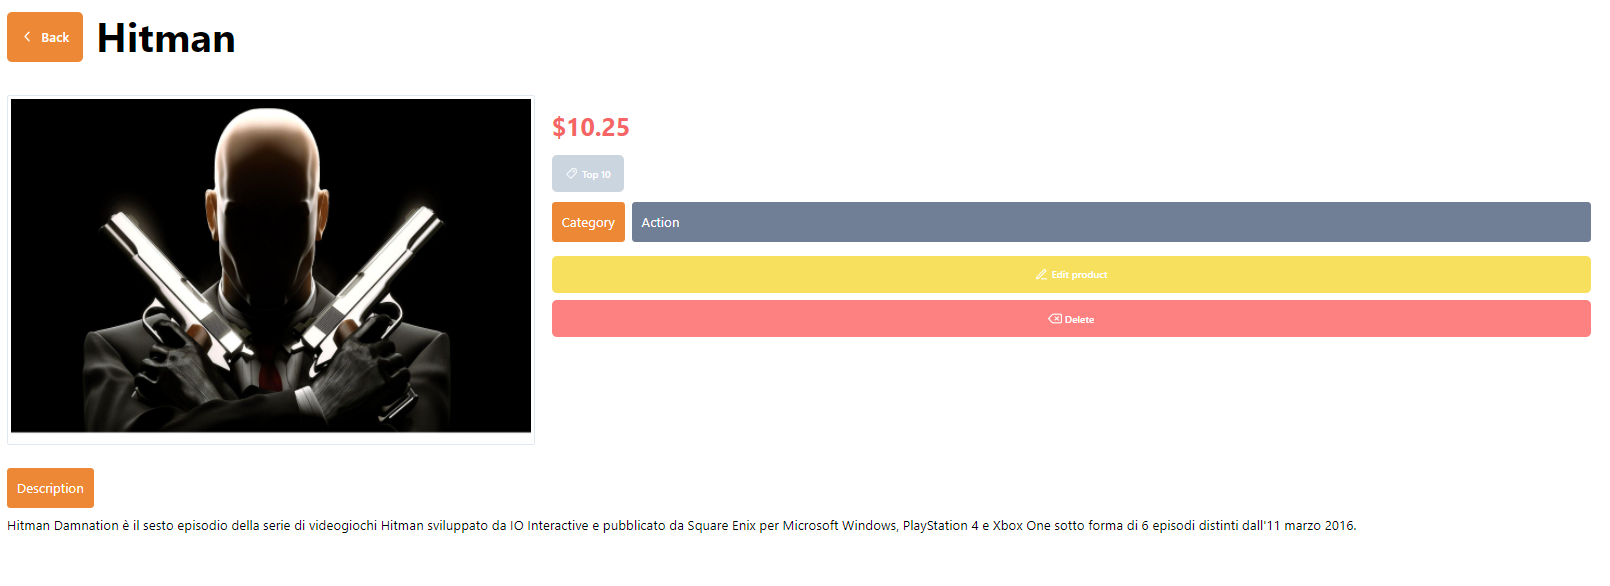 Back
Hitman
$10.25
Top 10
Category
Action
Edit product
Delete
Description
Hitman Damnation è il sesto episodio della serie di videogiochi Hitman sviluppato da IO Interactive e pubblicato da Square Enix per Microsoft Windows, PlayStation 4 e Xbox One sotto forma di 6 episodi distinti dall'11 marzo 2016.